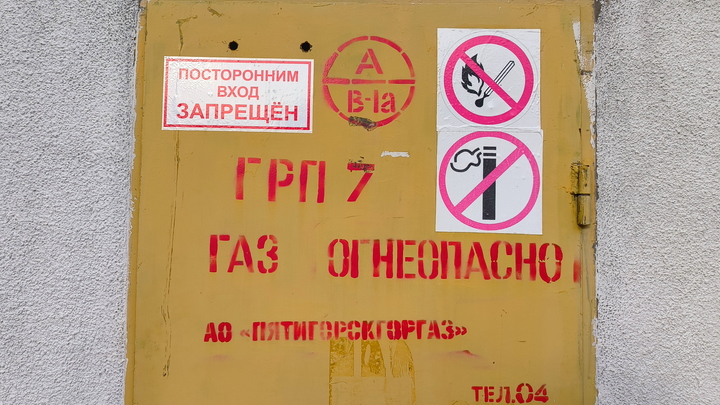 ПОСТОРОННИМ
ВХОД
ЗАПРЕЩЁН
А
В-Iа
ГРП 7
ГАЗ ОГНЕОПАСНО
АО «ПЯТИГОРСКГОРГАЗ»
ТЕЛ.04